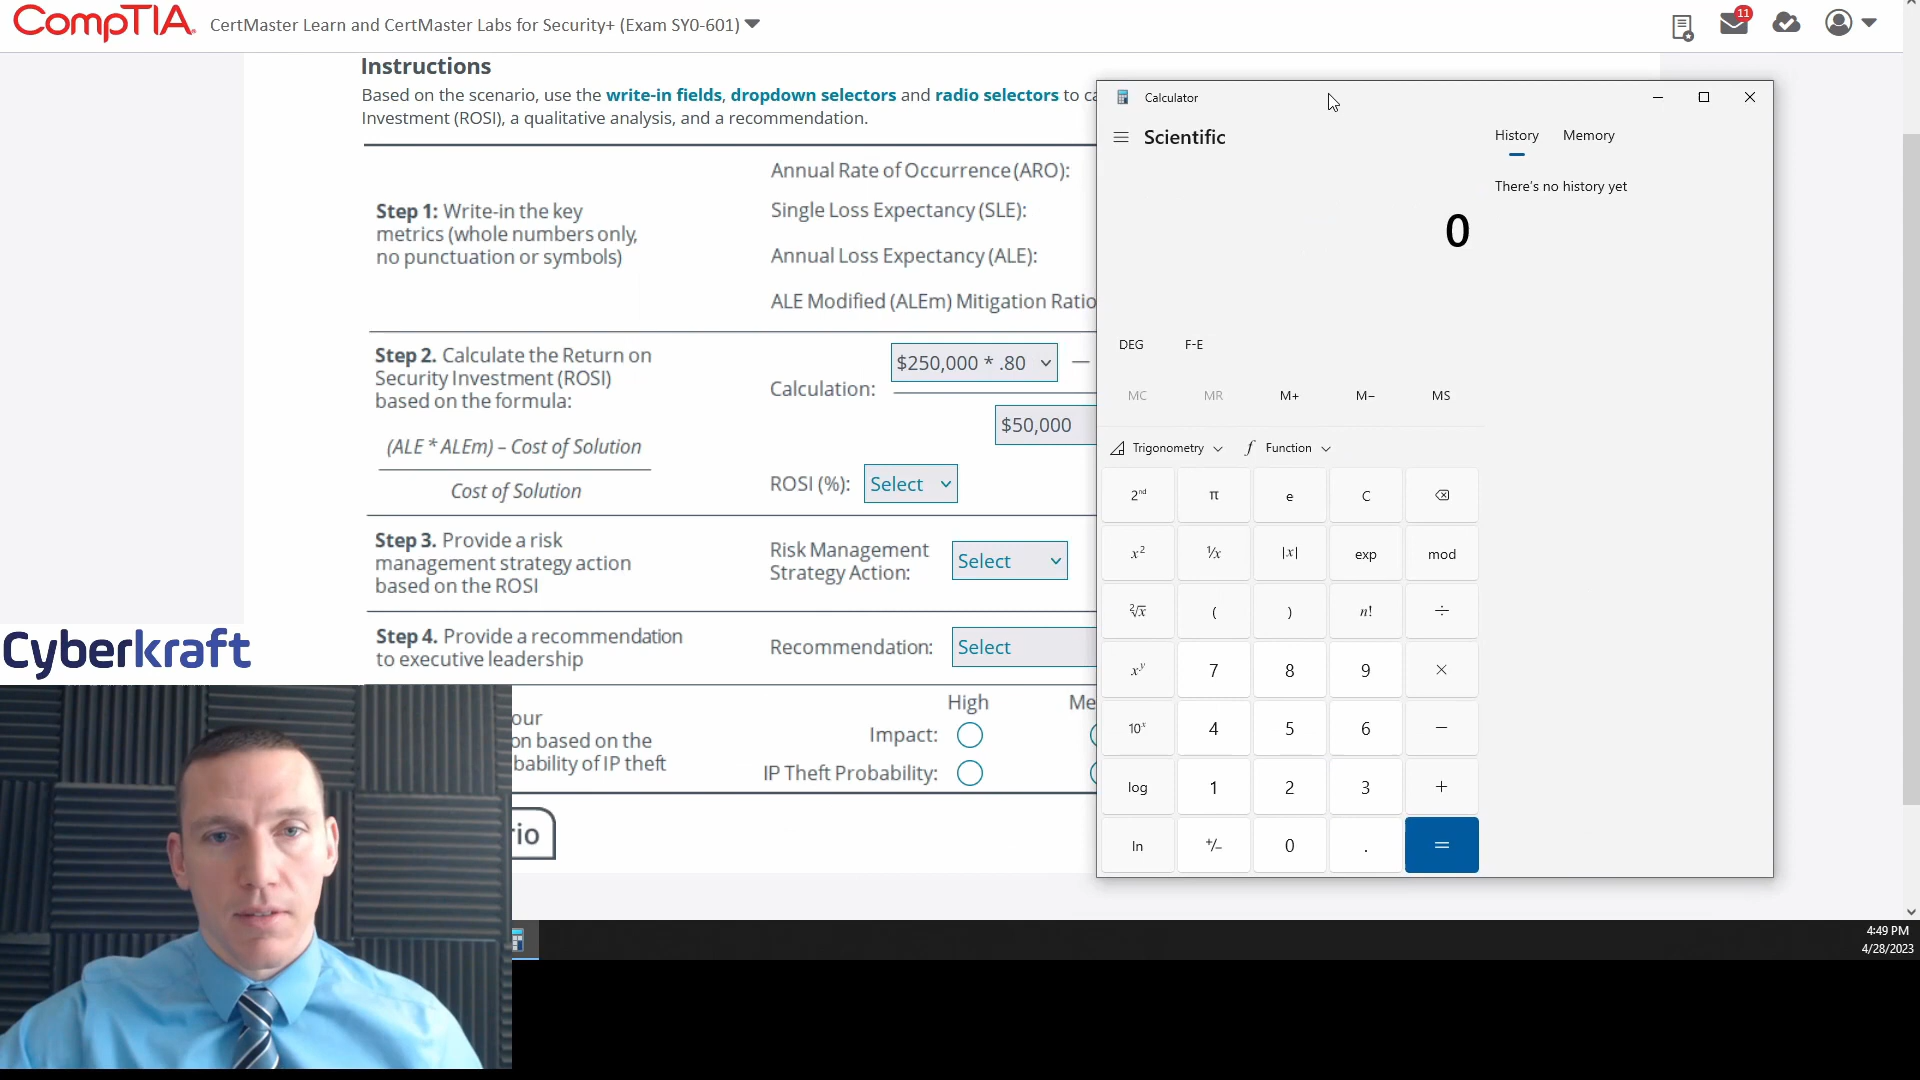 CompTIA.
CertMaster Learn and CertMaster Labs for Security+ (Exam SY0-601)
11
Instructions
Based on the scenario, use the write-in fields, dropdown selectors and radio selectors to
Investment (ROSI), a qualitative analysis, and a recommendation.
Step 1: Write-in the key
metrics (whole numbers only,
no punctuation or symbols)
Annual Rate of Occurrence (ARO):
Single Loss Expectancy (SLE):
Annual Loss Expectancy (ALE):
ALE Modified (ALEm) Mitigation Ratio
Step 2. Calculate the Return on
Security Investment (ROSI)
based on the formula:
(ALE * ALEm) – Cost of Solution
Cost of Solution
Calculation:
$250,000 * .80
—
$50,000
ROSI (%):
Select
Step 3. Provide a risk
management strategy action
based on the ROSI
Risk Management
Strategy Action:
Select
Step 4. Provide a recommendation
to executive leadership
Recommendation:
Select
our
on based on the
bability of IP theft
High
Me
Impact:
IP Theft Probability:
rio
Calculator
Scientific
History Memory
There's no history yet
0
DEG F-E
MC MR M+ M− MS
Trigonometry f Function
2nd π e C
x² ¹/x |x| exp mod
²√x ( ) n! ÷
xʸ 7 8 9 ×
10ˣ 4 5 6 −
log 1 2 3 +
ln +/− 0 . =
Cyberkraft
4:49 PM
4/28/2023